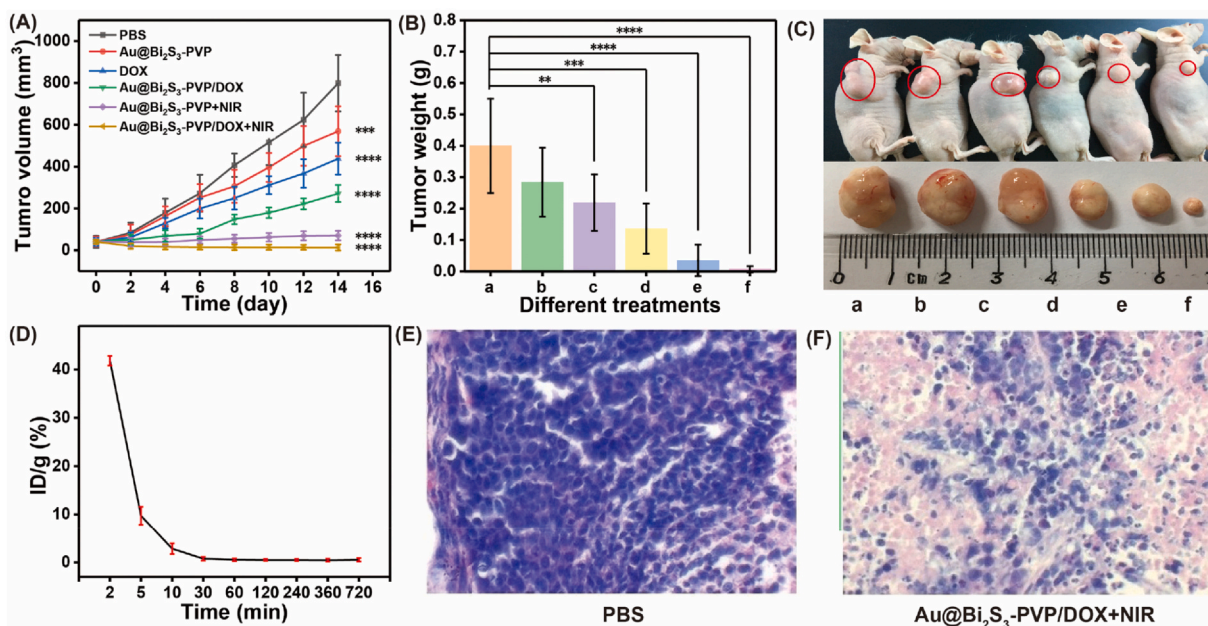 (A)
Tumro volume (mm³)
1000
800
600
400
200
0
PBS
Au@Bi₂S₃-PVP
DOX
Au@Bi₂S₃-PVP/DOX
Au@Bi₂S₃-PVP+NIR
Au@Bi₂S₃-PVP/DOX+NIR
***
****
****
****
****
0 2 4 6 8 10 12 14 16
Time (day)
(B)
Tumor weight (g)
0.8
0.7
0.6
0.5
0.4
0.3
0.2
0.1
0.0
****
****
***
**
a b c d e f
Different treatments
(C)
0 1 Cm 2 3 4 5 6
a b c d e f
(D)
ID/g (%)
40
30
20
10
0
2 5 10 30 60 120 240 360 720
Time (min)
(E)
PBS
(F)
Au@Bi₂S₃-PVP/DOX+NIR